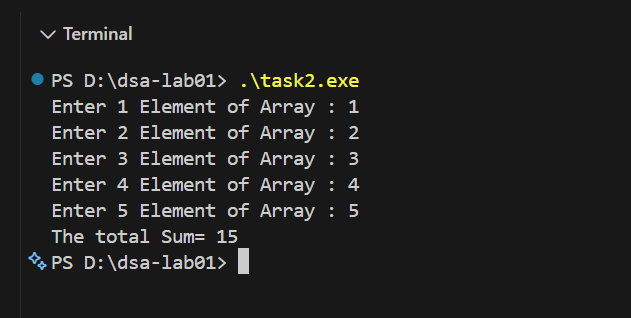 Terminal
PS D:\dsa-lab01> .\task2.exe
Enter 1 Element of Array : 1
Enter 2 Element of Array : 2
Enter 3 Element of Array : 3
Enter 4 Element of Array : 4
Enter 5 Element of Array : 5
The total Sum= 15
PS D:\dsa-lab01>